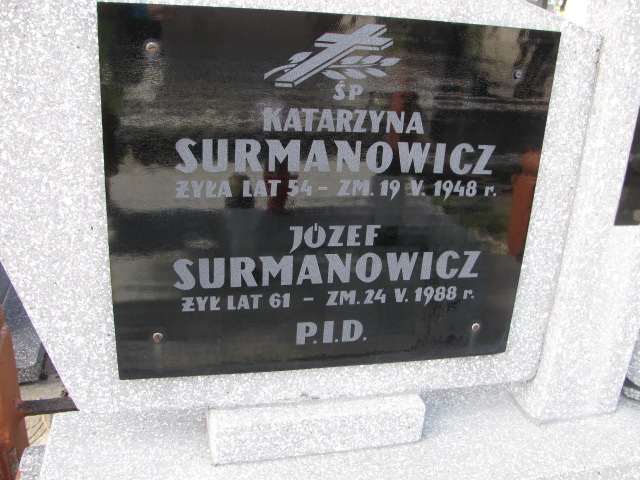 ŚP
KATARZYNA
SURMANOWICZ
ŻYŁA LAT 54 - ZM. 19 V. 1948 r.
JÓZEF
SURMANOWICZ
ŻYŁ LAT 61 - ZM. 24 V. 1988 r.
P.I.D.